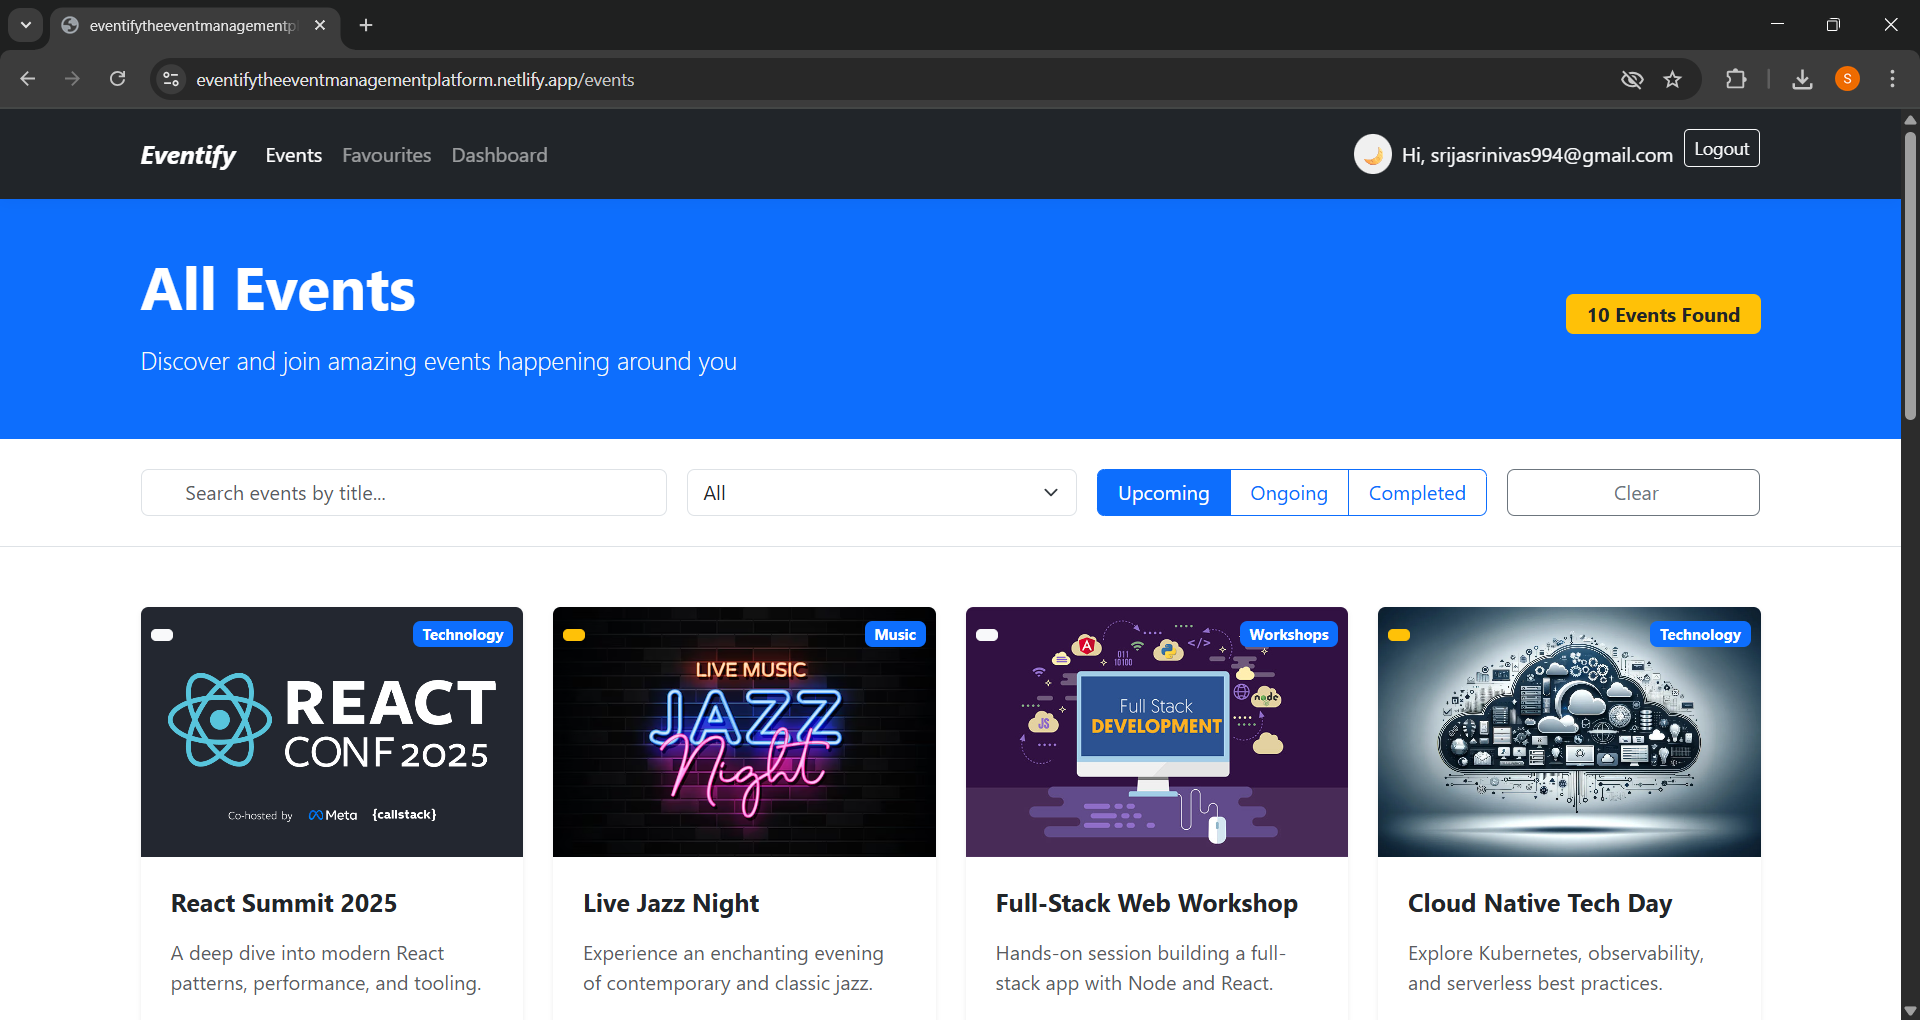 eventifytheeventmanagementpl
eventifytheeventmanagementplatform.netlify.app/events
S
Eventify Events Favourites Dashboard
Hi, srijasrinivas994@gmail.com Logout
All Events
10 Events Found
Discover and join amazing events happening around you
Search events by title...
All
Upcoming Ongoing Completed
Clear
Technology
REACT
CONF 2025
Co-hosted by Meta {callstack}
React Summit 2025
A deep dive into modern React
patterns, performance, and tooling.
Music
LIVE MUSIC
JAZZ
Night
Live Jazz Night
Experience an enchanting evening
of contemporary and classic jazz.
Workshops
A
</>
011
10100
node
JS
Full Stack
DEVELOPMENT
Full-Stack Web Workshop
Hands-on session building a full-
stack app with Node and React.
Technology
Cloud Native Tech Day
Explore Kubernetes, observability,
and serverless best practices.